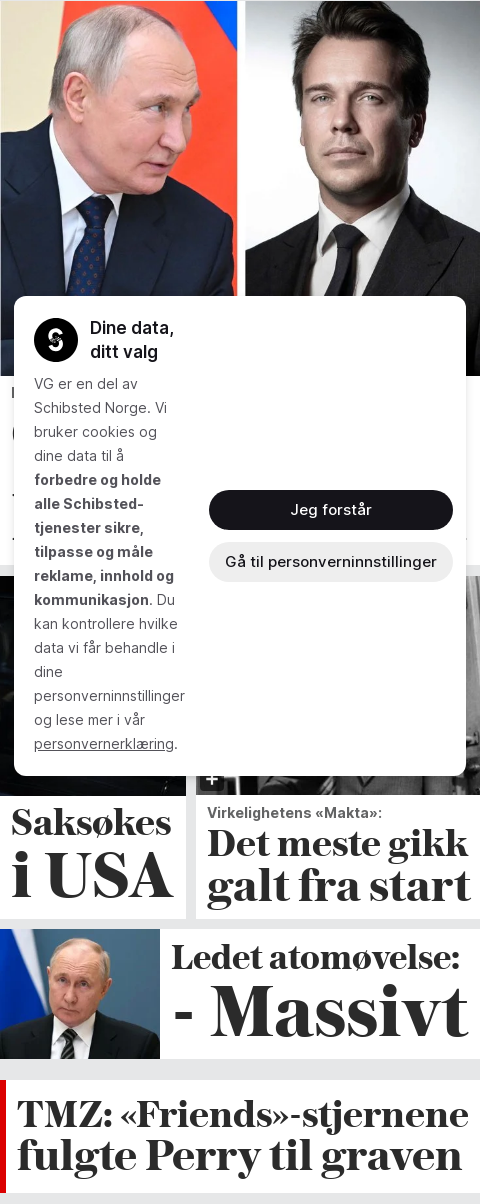 Dine data,
ditt valg
VG er en del av
Schibsted Norge. Vi
bruker cookies og
dine data til å
forbedre og holde
alle Schibsted-
tjenester sikre,
tilpasse og måle
reklame, innhold og
kommunikasjon. Du
kan kontrollere hvilke
data vi får behandle i
dine
personverninnstillinger
og lese mer i vår
personvernerklæring.
Jeg forstår
Gå til personverninnstillinger
Saksøkes
i USA
Virkelighetens «Makta»:
Det meste gikk
galt fra start
Ledet atomøvelse:
- Massivt
TMZ: «Friends»-stjernene
fulgte Perry til graven